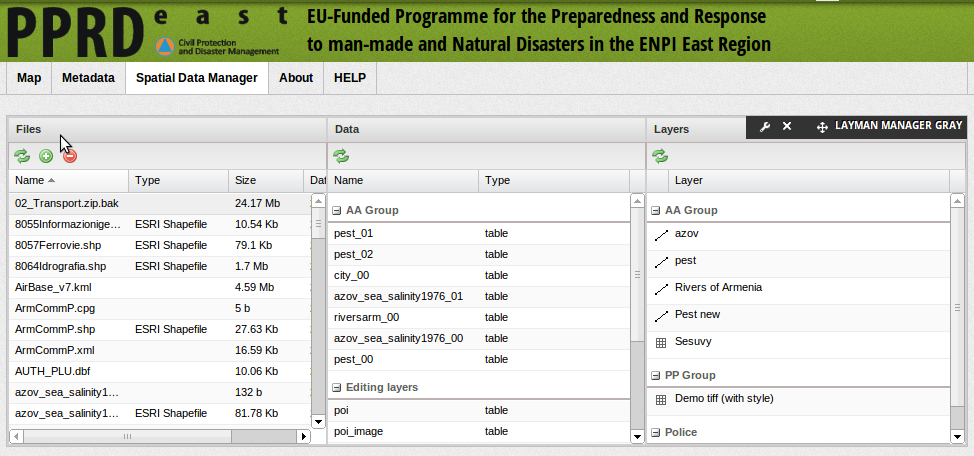 PPRD east
Civil Protection
and Disaster Management
EU-Funded Programme for the Preparedness and Response
to man-made and Natural Disasters in the ENPI East Region
Map Metadata Spatial Data Manager About HELP
Files
Name Type Size Dat
02_Transport.zip.bak 24.17 Mb
8055Informazionige... ESRI Shapefile 10.54 Kb
8057Ferrovie.shp ESRI Shapefile 79.1 Kb
8064Idrografia.shp ESRI Shapefile 1.7 Mb
AirBase_v7.kml 4.59 Mb
ArmCommP.cpg 5 b
ArmCommP.shp ESRI Shapefile 27.63 Kb
ArmCommP.xml 16.59 Kb
AUTH_PLU.dbf 10.06 Kb
azov_sea_salinity1... 132 b
azov_sea_salinity1... ESRI Shapefile 81.78 Kb
Data
Name Type
AA Group
pest_01 table
pest_02 table
city_00 table
azov_sea_salinity1976_01 table
riversarm_00 table
azov_sea_salinity1976_00 table
pest_00 table
Editing layers
poi table
poi_image table
Layers
LAYMAN MANAGER GRAY
Layer
AA Group
azov
pest
Rivers of Armenia
Pest new
Sesuvy
PP Group
Demo tiff (with style)
Police